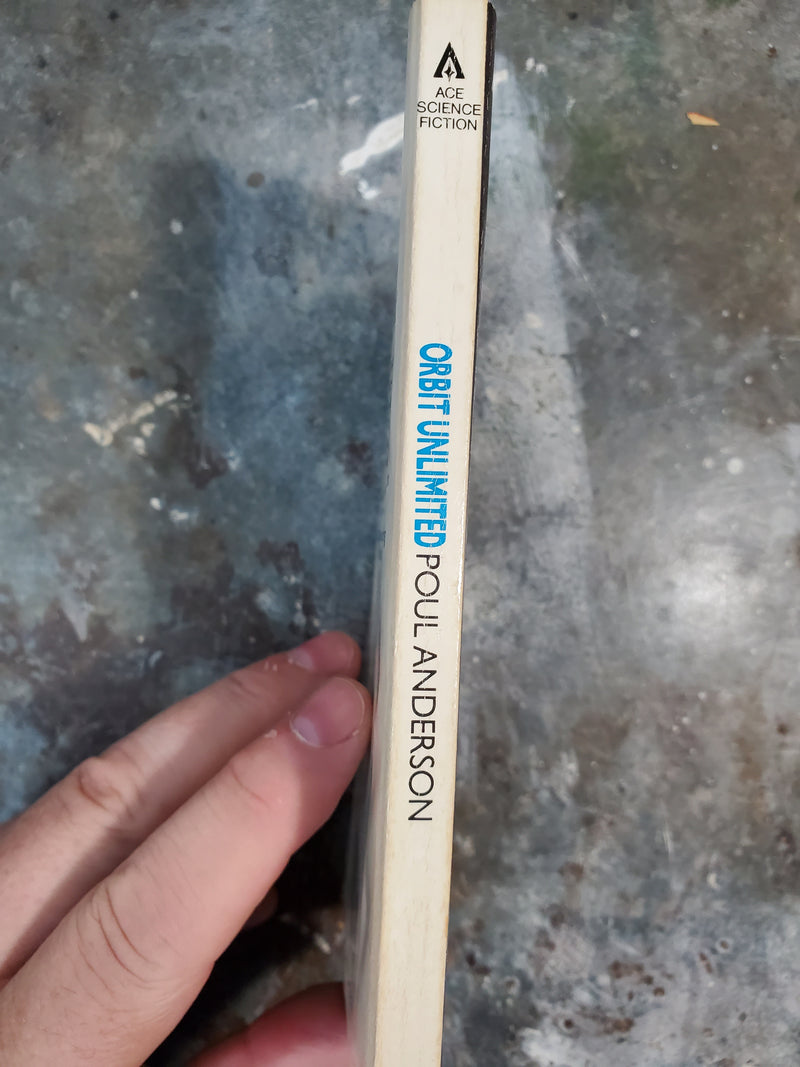 ACE
SCIENCE
FICTION
ORBIT UNLIMITED POUL ANDERSON